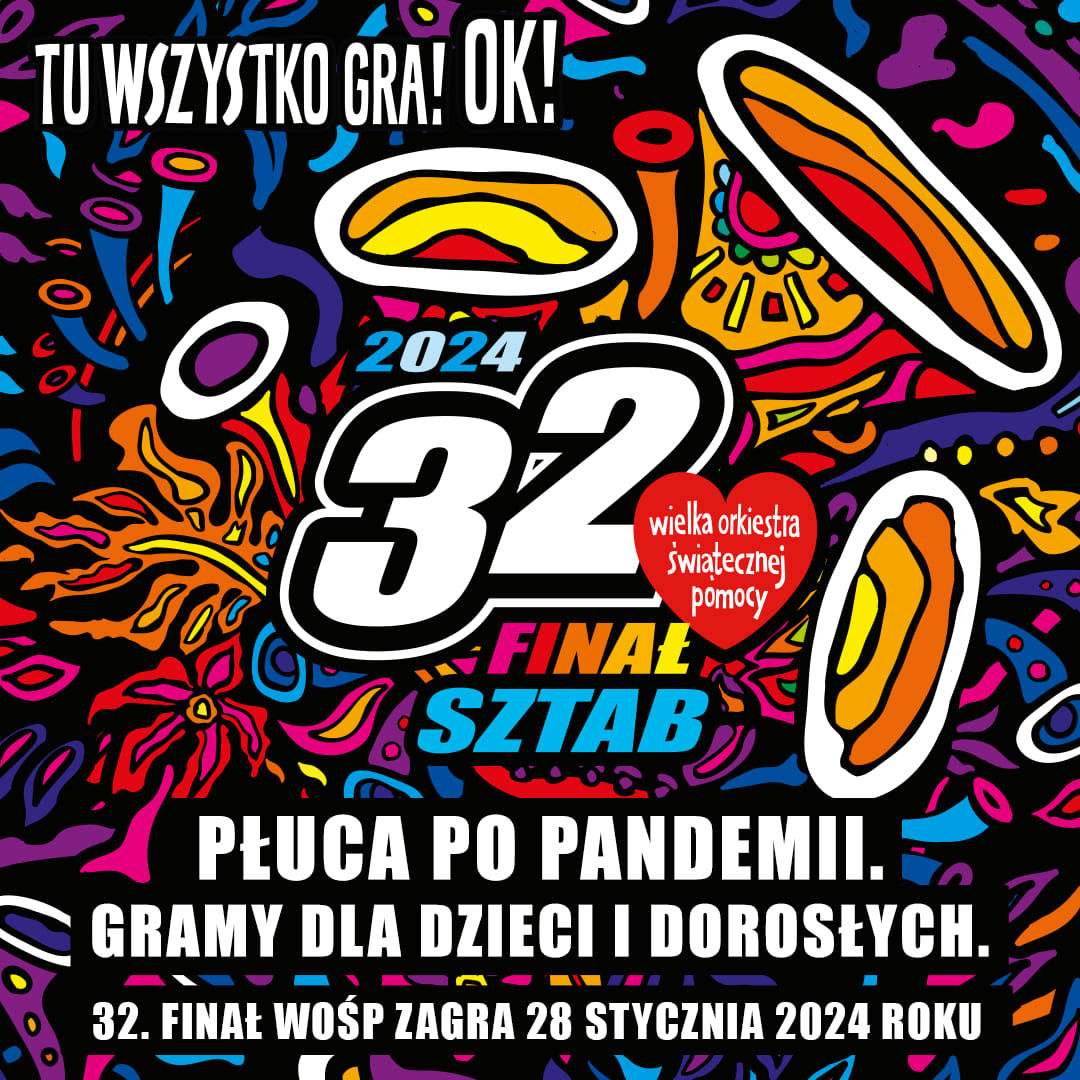 TU WSZYSTKO GRA! OK!
2024
32
wielka orkiestra
świątecznej
pomocy
FINAŁ
SZTAB
PŁUCA PO PANDEMII.
GRAMY DLA DZIECI I DOROSŁYCH.
32. FINAŁ WOŚP ZAGRA 28 STYCZNIA 2024 ROKU